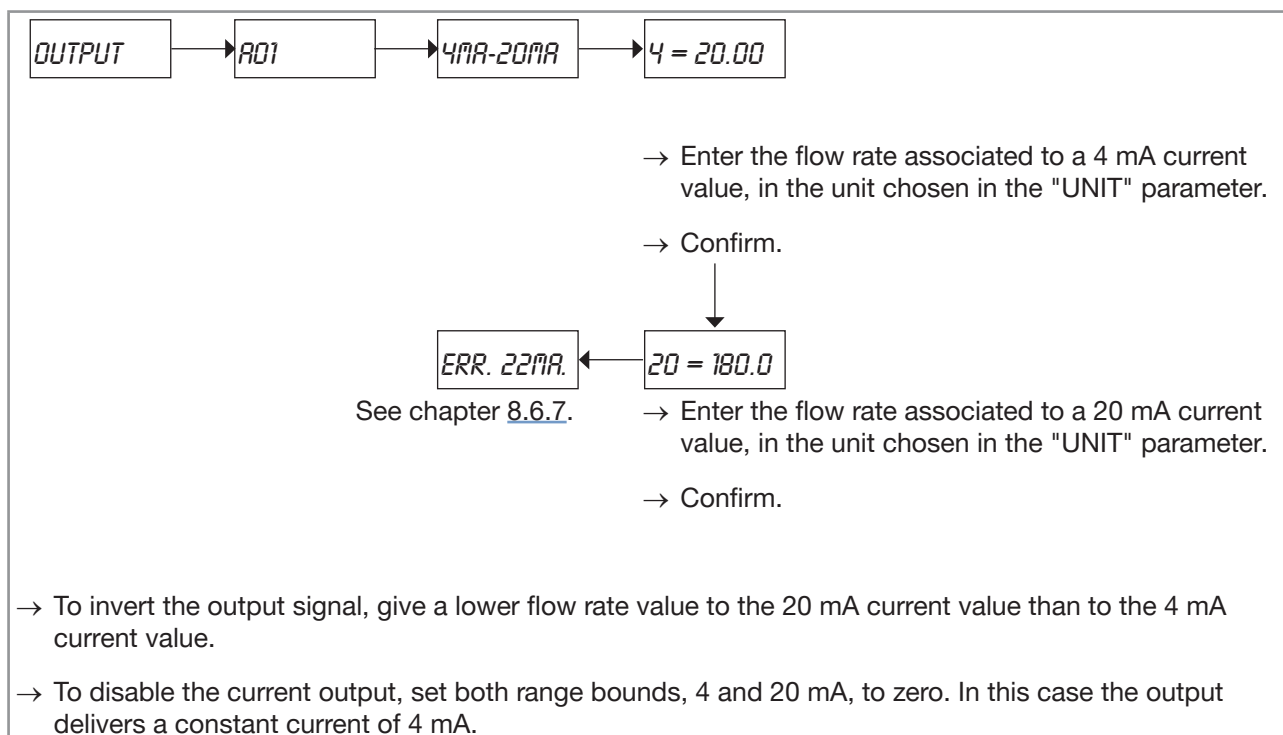 OUTPUT
AO1
4MA-20MA
4 = 20.00
→ Enter the flow rate associated to a 4 mA current
value, in the unit chosen in the "UNIT" parameter.
→ Confirm.
ERR. 22MA.
20 = 180.0
See chapter 8.6.7.
→ Enter the flow rate associated to a 20 mA current
value, in the unit chosen in the "UNIT" parameter.
→ Confirm.
→ To invert the output signal, give a lower flow rate value to the 20 mA current value than to the 4 mA
current value.
→ To disable the current output, set both range bounds, 4 and 20 mA, to zero. In this case the output
delivers a constant current of 4 mA.